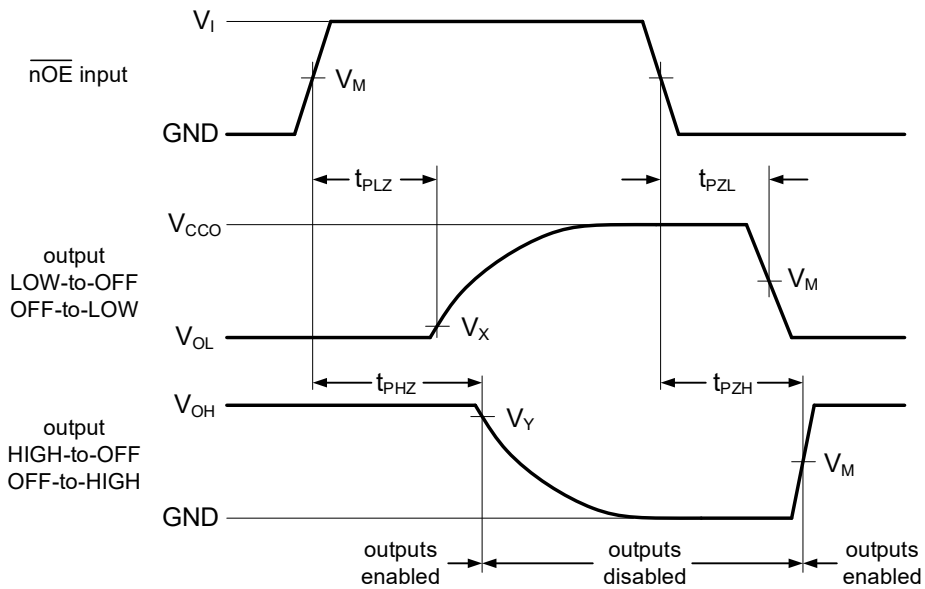 V_I
n̅O̅E̅ input
V_M
GND
t_PLZ
t_PZL
V_CCO
output
LOW-to-OFF
OFF-to-LOW
V_M
V_X
V_OL
t_PHZ
t_PZH
V_OH
V_Y
output
HIGH-to-OFF
OFF-to-HIGH
V_M
GND
outputs
enabled
outputs
disabled
outputs
enabled